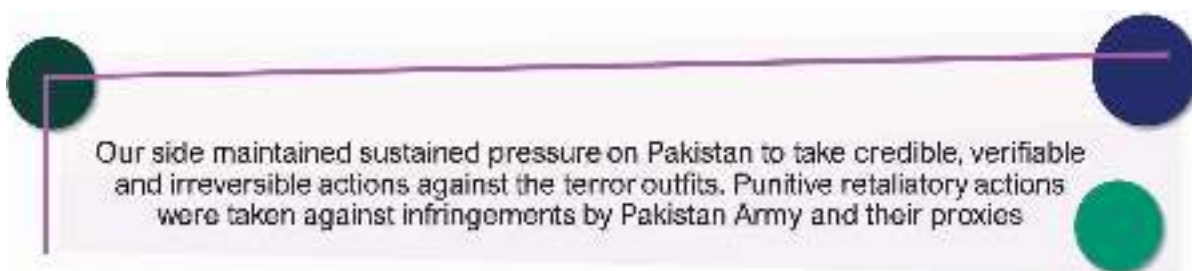 Our side maintained sustained pressure on Pakistan to take credible, verifiable
and irreversible actions against the terror outfits. Punitive retaliatory actions
were taken against infringements by Pakistan Army and their proxies